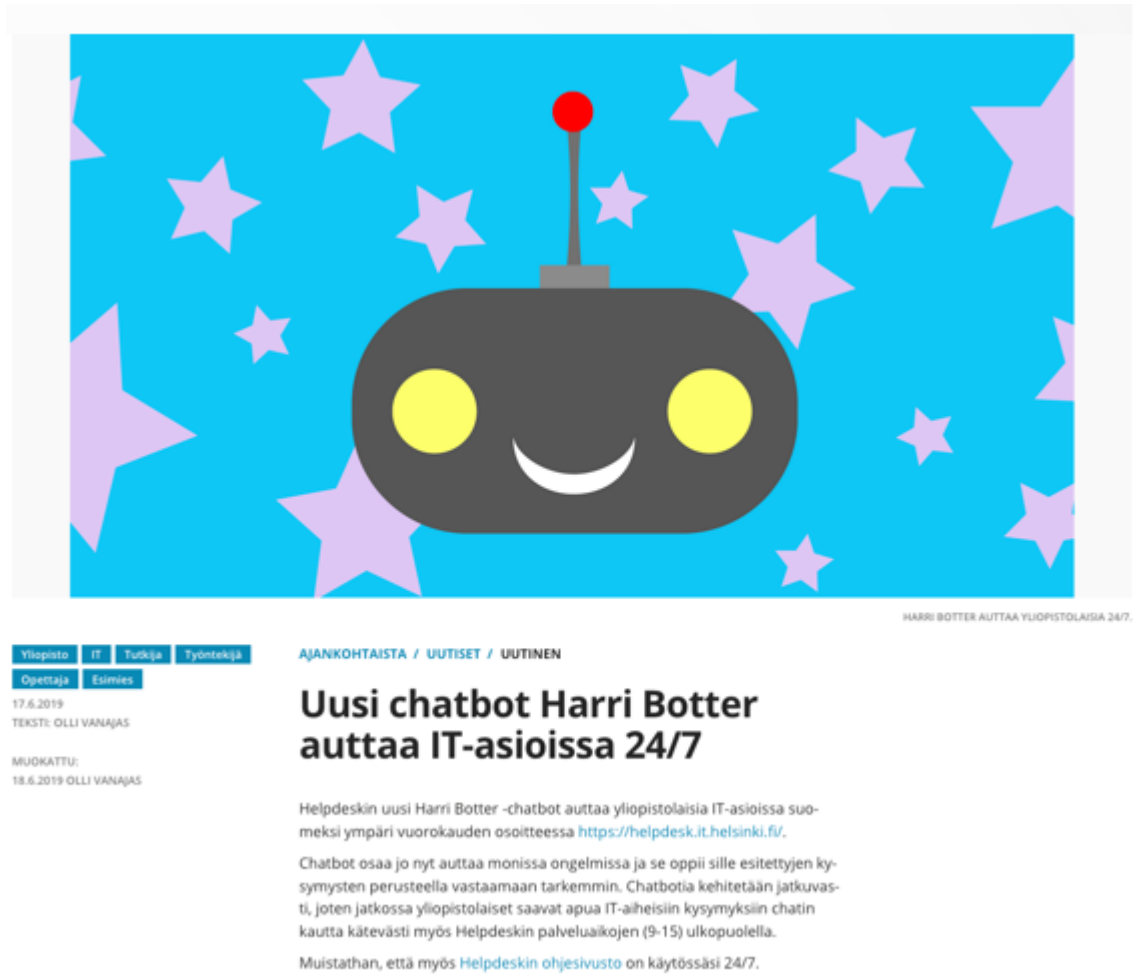 HARRI BOTTER AUTTAA YLIOPISTOLAISIA 24/7.
Yliopisto IT Tutkija Työntekijä
Opettaja Esimies
17.6.2019
TEKSTI: OLLI VANAJAS
MUOKATTU:
18.6.2019 OLLI VANAJAS
AJANKOHTAISTA / UUTISET / UUTINEN
Uusi chatbot Harri Botter
auttaa IT-asioissa 24/7
Helpdeskin uusi Harri Botter -chatbot auttaa yliopistolaisia IT-asioissa suo-
meksi ympäri vuorokauden osoitteessa https://helpdesk.it.helsinki.fi/.
Chatbot osaa jo nyt auttaa monissa ongelmissa ja se oppii sille esitettyjen ky-
symysten perusteella vastaamaan tarkemmin. Chatbotia kehitetään jatkuvas-
ti, joten jatkossa yliopistolaiset saavat apua IT-aiheisiin kysymyksiin chatin
kautta kätevästi myös Helpdeskin palveluaikojen (9-15) ulkopuolella.
Muistathan, että myös Helpdeskin ohjesivusto on käytössäsi 24/7.